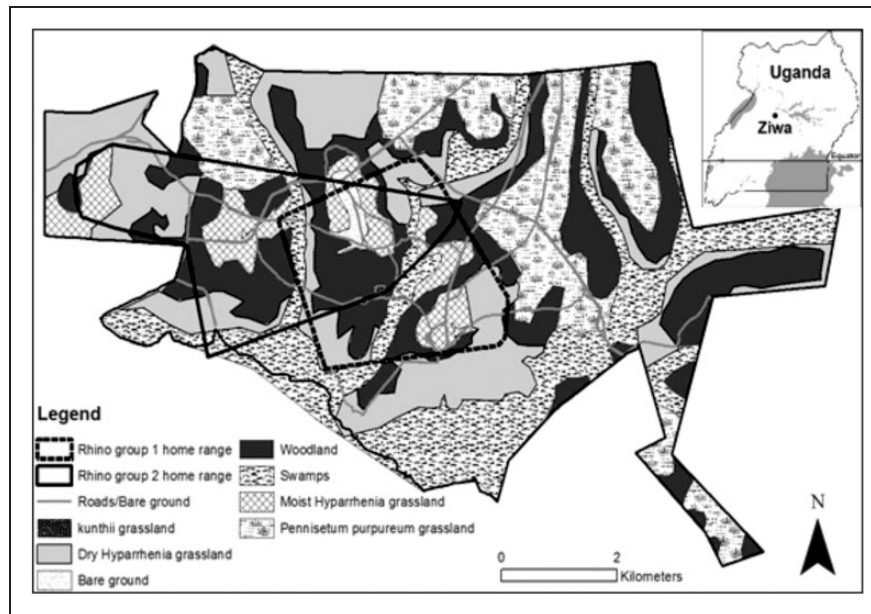 Uganda
Ziwa
Equator
Legend
Rhino group 1 home range
Rhino group 2 home range
Roads/Bare ground
kunthii grassland
Dry Hyparrhenia grassland
Bare ground
Woodland
Swamps
Moist Hyparrhenia grassland
Pennisetum purpureum grassland
N
0 2
Kilometers